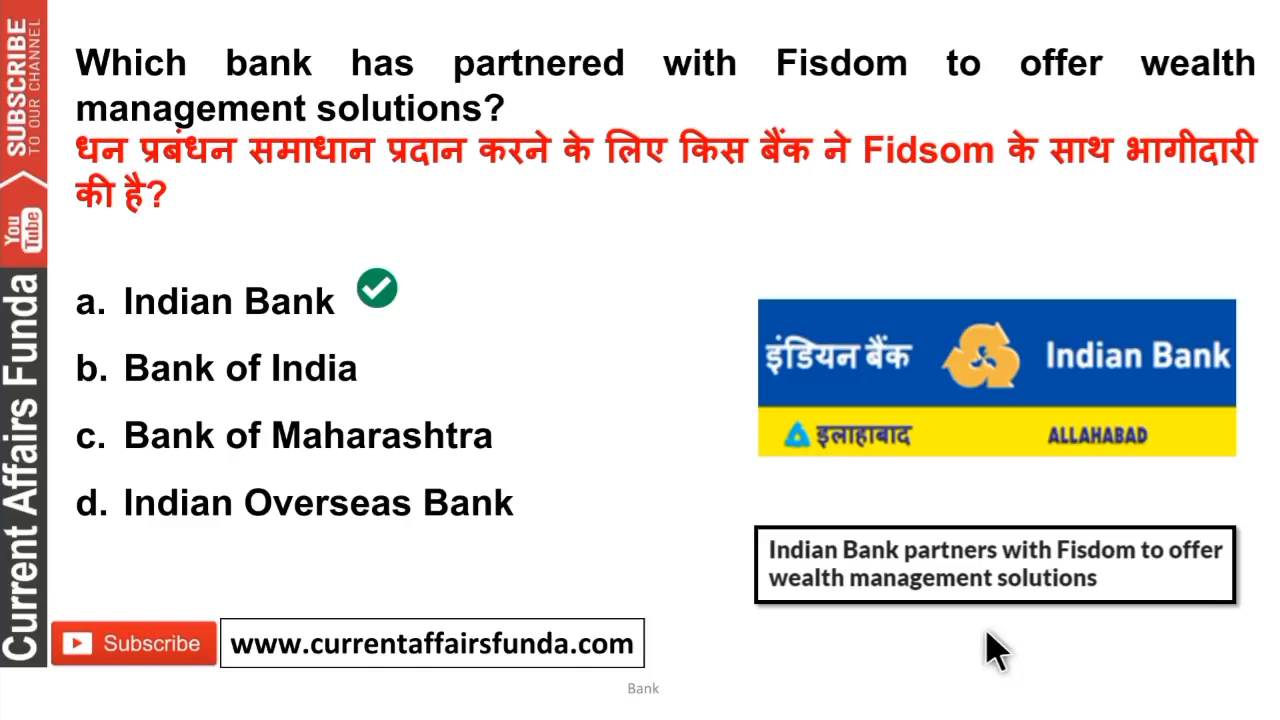 SUBSCRIBE
TO OUR CHANNEL
You Tube
Current Affairs Funda
Which bank has partnered with Fisdom to offer wealth
management solutions?
धन प्रबंधन समाधान प्रदान करने के लिए किस बैंक ने Fidsom के साथ भागीदारी
की है?
a. Indian Bank
b. Bank of India
c. Bank of Maharashtra
d. Indian Overseas Bank
इंडियन बैंक Indian Bank
इलाहाबाद ALLAHABAD
Indian Bank partners with Fisdom to offer
wealth management solutions
Subscribe www.currentaffairsfunda.com
Bank